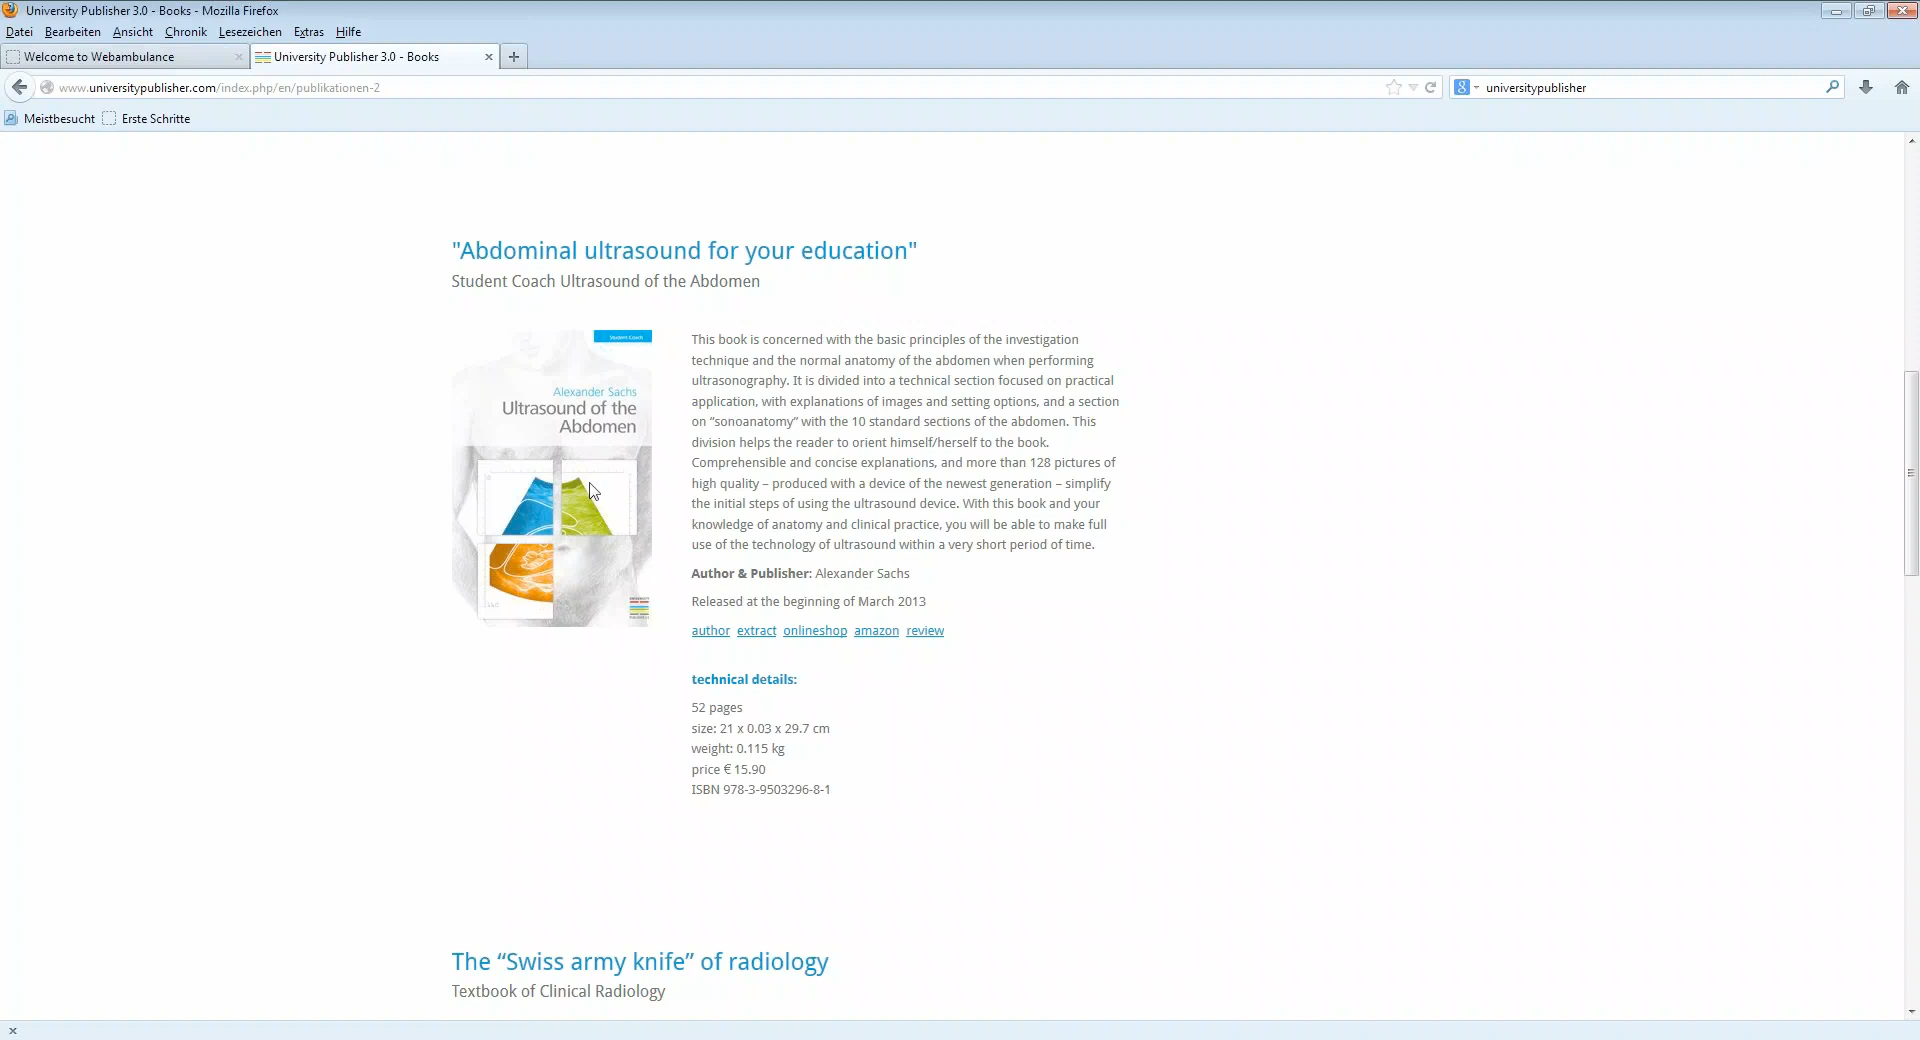 University Publisher 3.0 - Books - Mozilla Firefox
Datei Bearbeiten Ansicht Chronik Lesezeichen Extras Hilfe
Welcome to Webambulance
University Publisher 3.0 - Books
www.universitypublisher.com/index.php/en/publikationen-2
universitypublisher
Meistbesucht Erste Schritte
"Abdominal ultrasound for your education"
Student Coach Ultrasound of the Abdomen
Student Coach
Alexander Sachs
Ultrasound of the
Abdomen
This book is concerned with the basic principles of the investigation
technique and the normal anatomy of the abdomen when performing
ultrasonography. It is divided into a technical section focused on practical
application, with explanations of images and setting options, and a section
on “sonoanatomy” with the 10 standard sections of the abdomen. This
division helps the reader to orient himself/herself to the book.
Comprehensible and concise explanations, and more than 128 pictures of
high quality – produced with a device of the newest generation – simplify
the initial steps of using the ultrasound device. With this book and your
knowledge of anatomy and clinical practice, you will be able to make full
use of the technology of ultrasound within a very short period of time.
Author & Publisher: Alexander Sachs
Released at the beginning of March 2013
author extract onlineshop amazon review
technical details:
52 pages
size: 21 x 0.03 x 29.7 cm
weight: 0.115 kg
price € 15.90
ISBN 978-3-9503296-8-1
The “Swiss army knife” of radiology
Textbook of Clinical Radiology